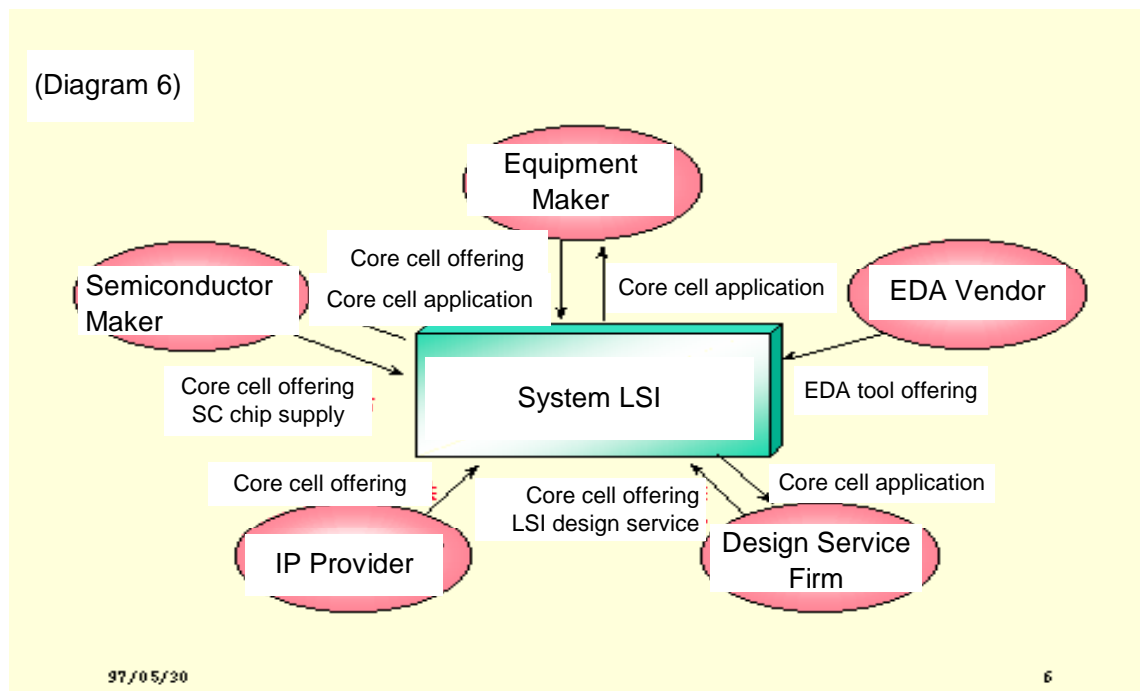 (Diagram 6)
Equipment
Maker
Core cell offering
Core cell application
Core cell application
Semiconductor
Maker
EDA Vendor
Core cell offering
SC chip supply
System LSI
EDA tool offering
Core cell offering
Core cell offering
LSI design service
Core cell application
IP Provider
Design Service
Firm
97/05/30
6